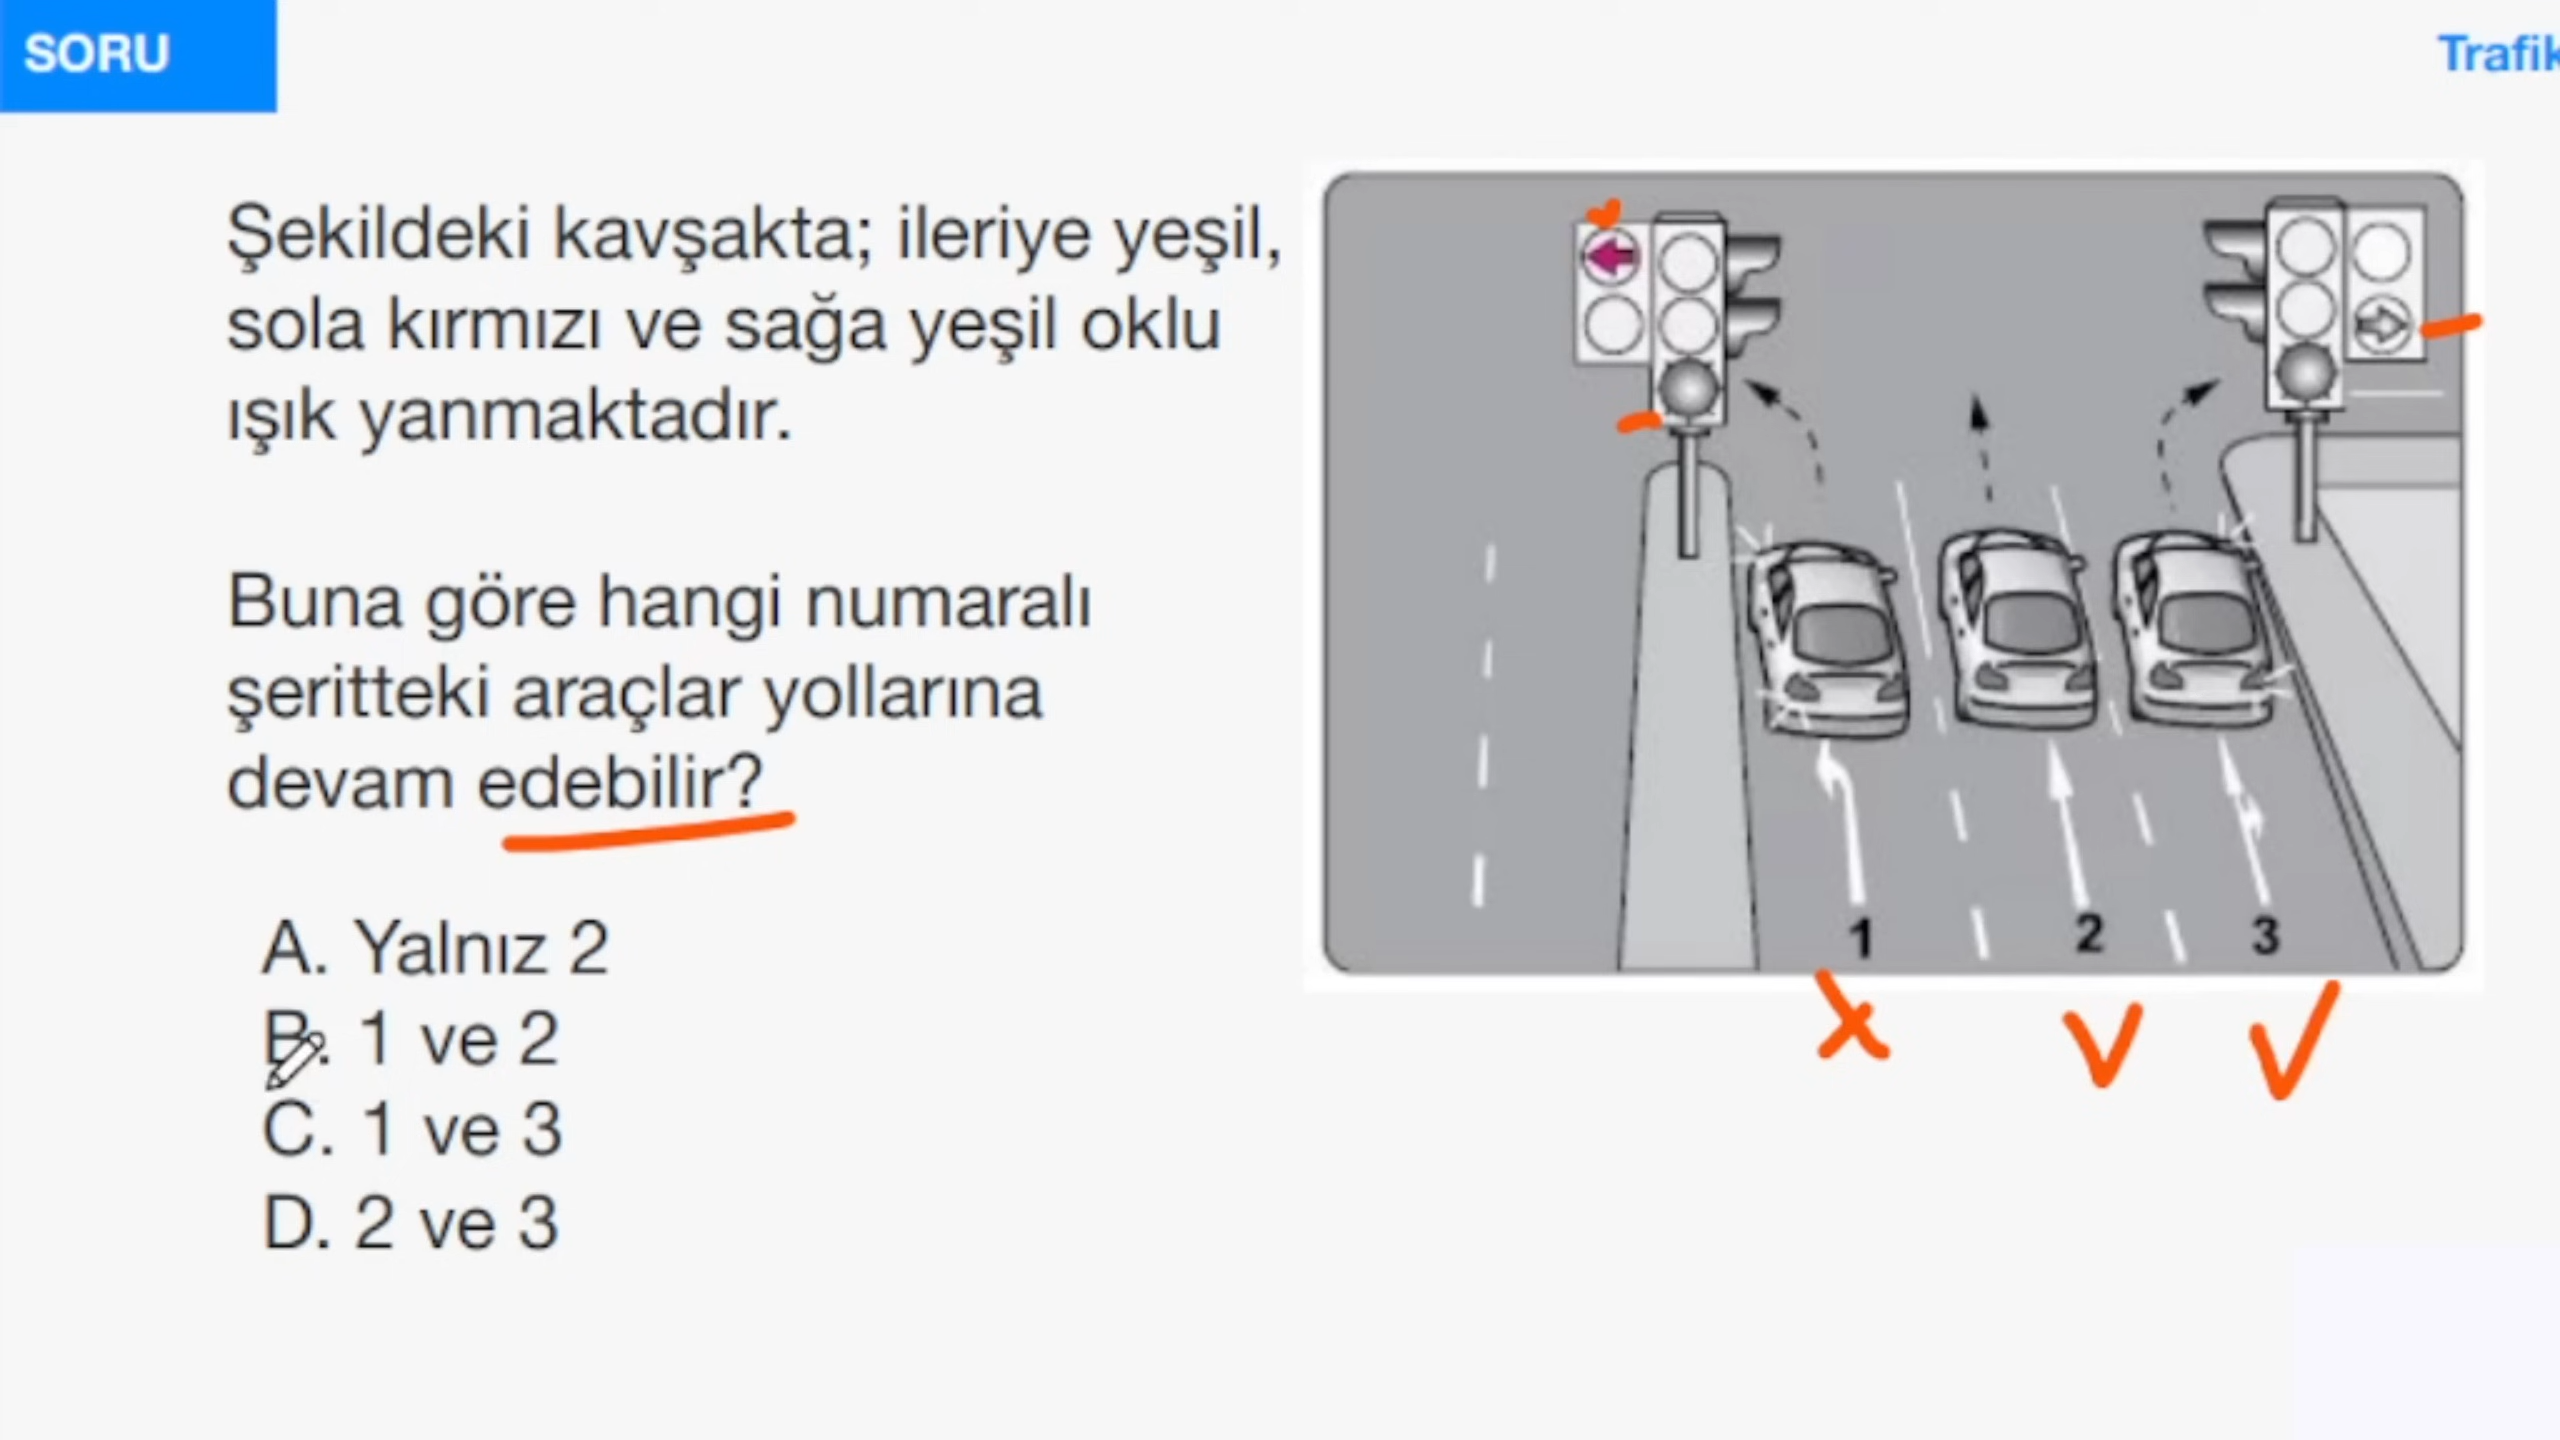 SORU
Trafik
Şekildeki kavşakta; ileriye yeşil,
sola kırmızı ve sağa yeşil oklu
ışık yanmaktadır.
Buna göre hangi numaralı
şeritteki araçlar yollarına
devam edebilir?
A. Yalnız 2
B. 1 ve 2
C. 1 ve 3
D. 2 ve 3
1 2 3